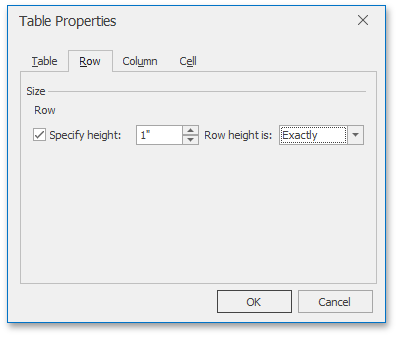 Table Properties
Table Row Column Cell
Size
Row
Specify height: 1" Row height is: Exactly
OK Cancel